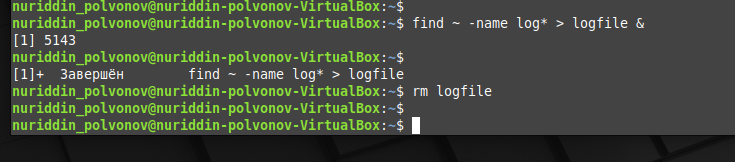 nuriddin_polvonov@nuriddin-polvonov-VirtualBox:~$
nuriddin_polvonov@nuriddin-polvonov-VirtualBox:~$ find ~ -name log* > logfile &
[1] 5143
nuriddin_polvonov@nuriddin-polvonov-VirtualBox:~$
[1]+  Завершён        find ~ -name log* > logfile
nuriddin_polvonov@nuriddin-polvonov-VirtualBox:~$ rm logfile
nuriddin_polvonov@nuriddin-polvonov-VirtualBox:~$
nuriddin_polvonov@nuriddin-polvonov-VirtualBox:~$